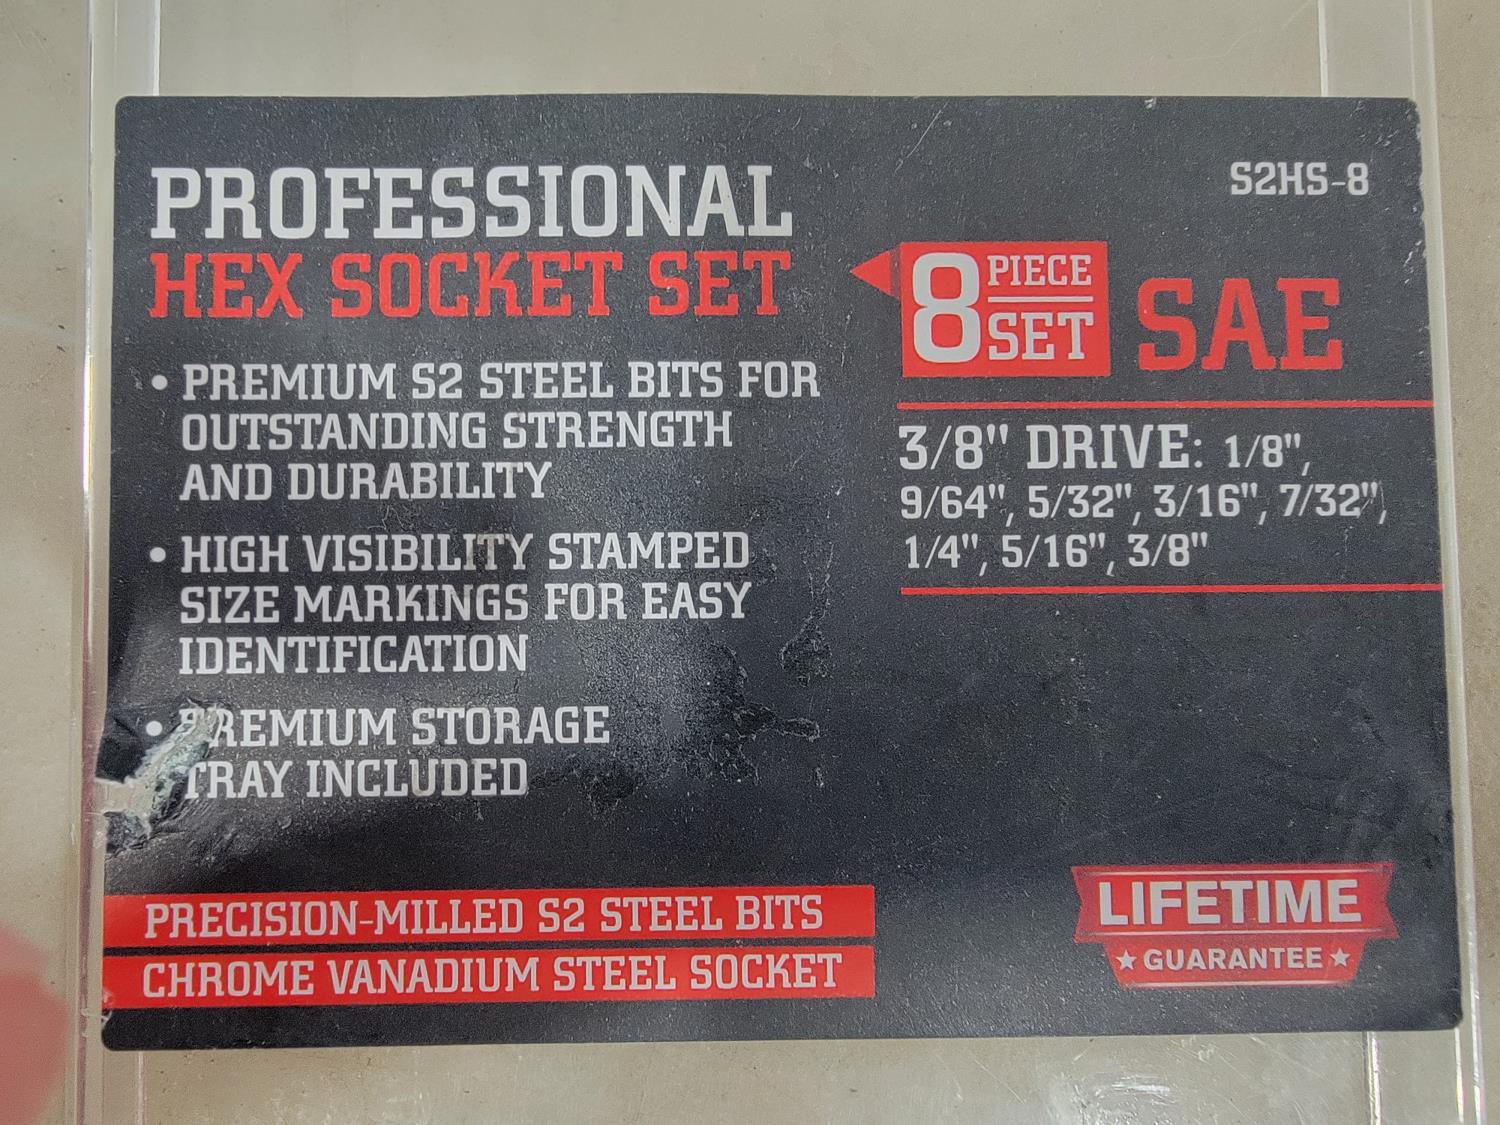 PROFESSIONAL
HEX SOCKET SET
• PREMIUM S2 STEEL BITS FOR
OUTSTANDING STRENGTH
AND DURABILITY
• HIGH VISIBILITY STAMPED
SIZE MARKINGS FOR EASY
IDENTIFICATION
• PREMIUM STORAGE
TRAY INCLUDED
PRECISION-MILLED S2 STEEL BITS
CHROME VANADIUM STEEL SOCKET
S2HS-8
8 PIECE
SET
SAE
3/8" DRIVE: 1/8",
9/64", 5/32", 3/16", 7/32",
1/4", 5/16", 3/8"
LIFETIME
★ GUARANTEE ★